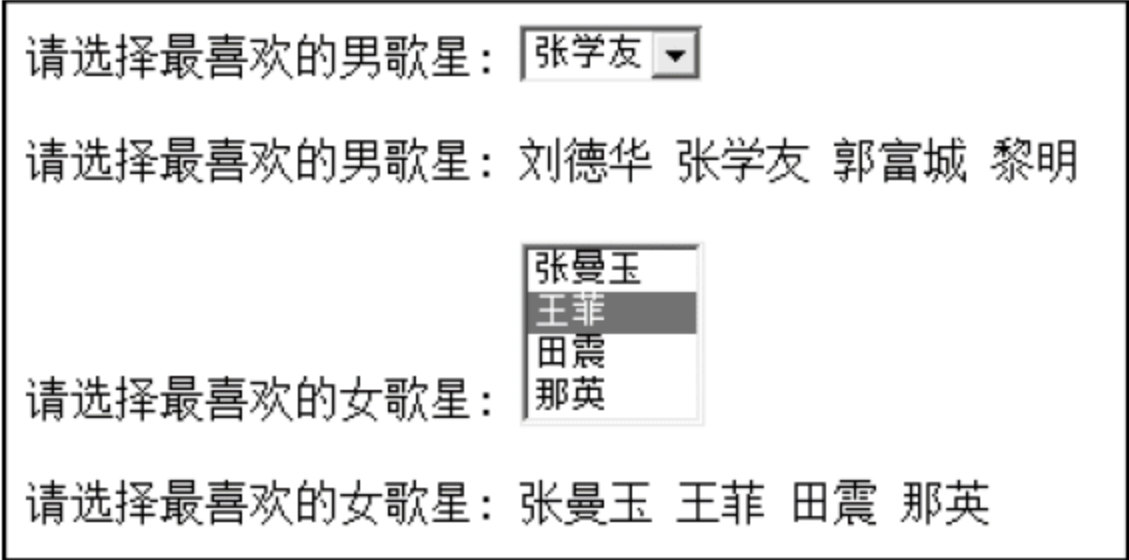 请选择最喜欢的男歌星: 张学友
请选择最喜欢的男歌星: 刘德华 张学友 郭富城 黎明
张曼玉
王菲
田震
那英
请选择最喜欢的女歌星:
请选择最喜欢的女歌星: 张曼玉 王菲 田震 那英